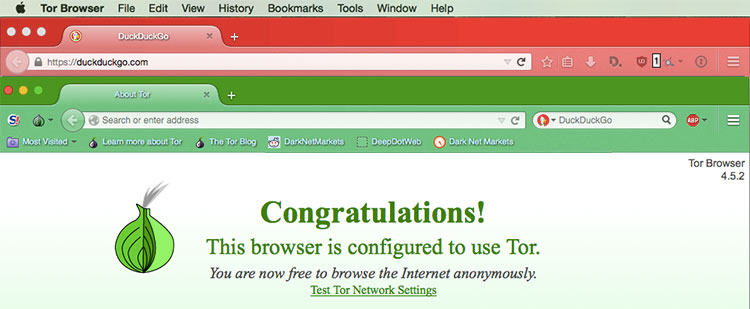 Tor Browser File Edit View History Bookmarks Tools Window Help
DuckDuckGo
https://duckduckgo.com
1
About Tor
Search or enter address
DuckDuckGo
ABP
Most Visited Learn more about Tor The Tor Blog DarkNetMarkets DeepDotWeb Dark Net Markets
Tor Browser
4.5.2
Congratulations!
This browser is configured to use Tor.
You are now free to browse the Internet anonymously.
Test Tor Network Settings